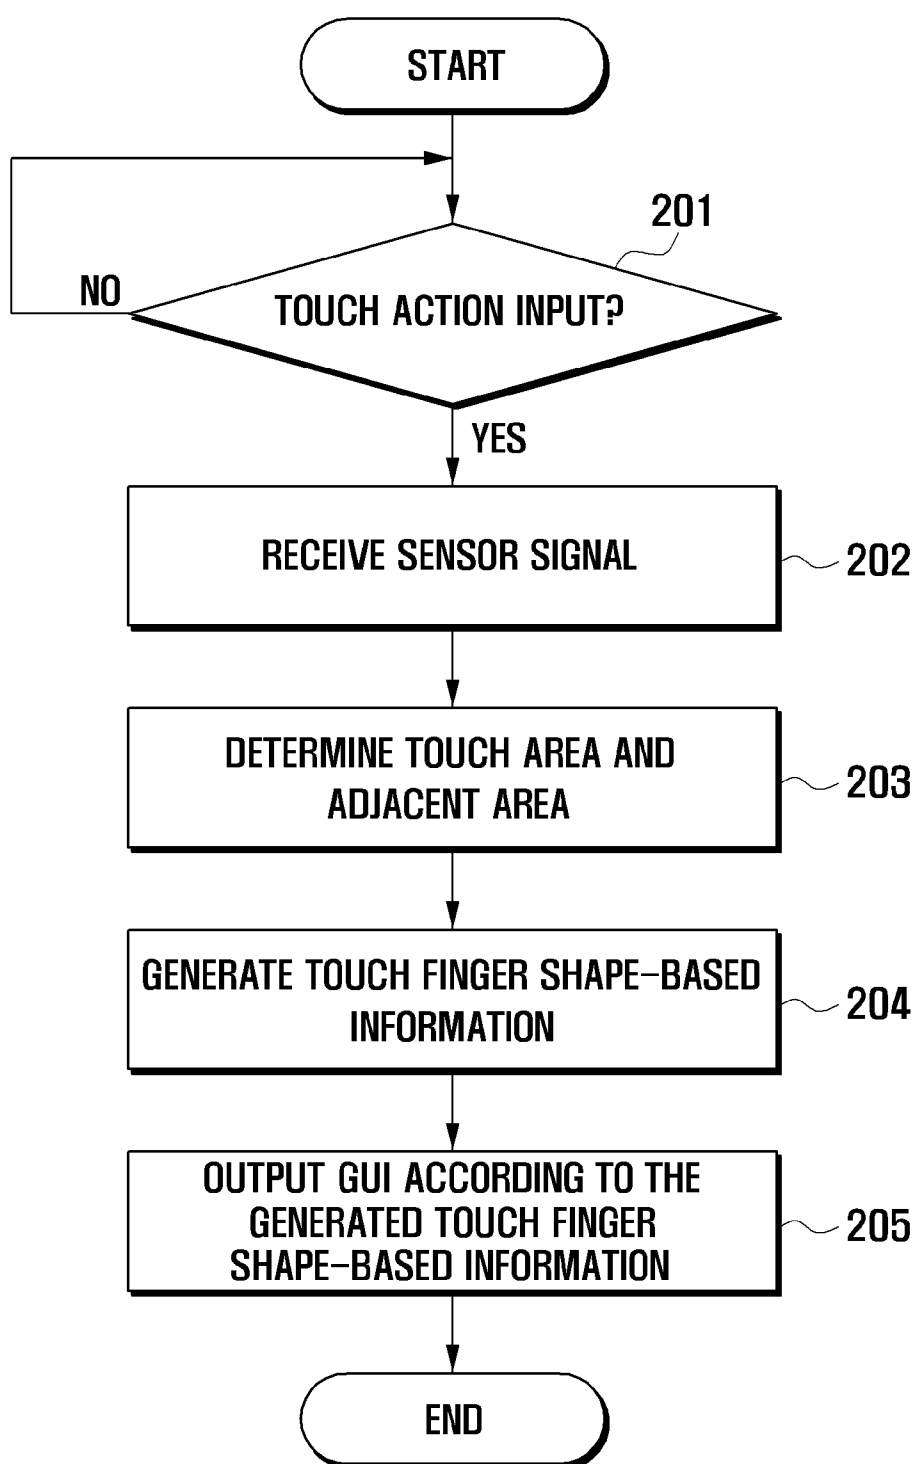 START
201
NO
TOUCH ACTION INPUT?
YES
RECEIVE SENSOR SIGNAL
202
DETERMINE TOUCH AREA AND
ADJACENT AREA
203
GENERATE TOUCH FINGER SHAPE-BASED
INFORMATION
204
OUTPUT GUI ACCORDING TO THE
GENERATED TOUCH FINGER
SHAPE-BASED INFORMATION
205
END